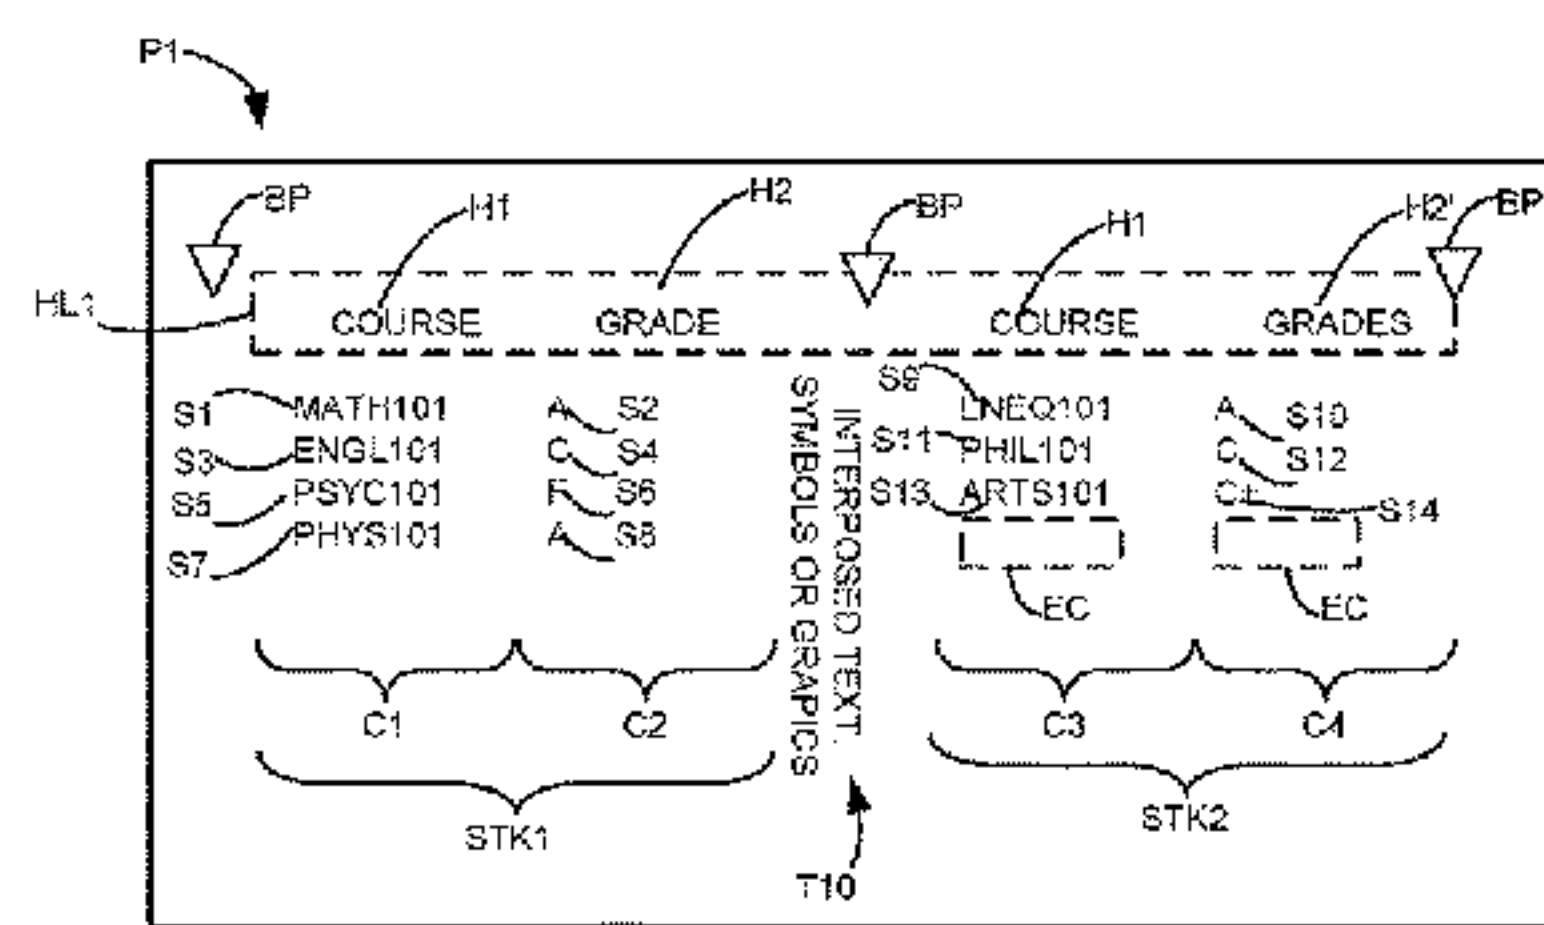 P1
BP H1 H2 BP H1 H2' BP
HL1
COURSE GRADE COURSE GRADES
S1 MATH101 A S2 S9 LNEQ101 A S10
S3 ENGL101 C S4 S11 PHIL101 C S12
S5 PSYC101 F S6 S13 ARTS101 C+ S14
S7 PHYS101 A S8
EC EC
INTERPOSED TEXT,
SYMBOLS OR GRAPICS
C1 C2 C3 C4
STK1 STK2
T10